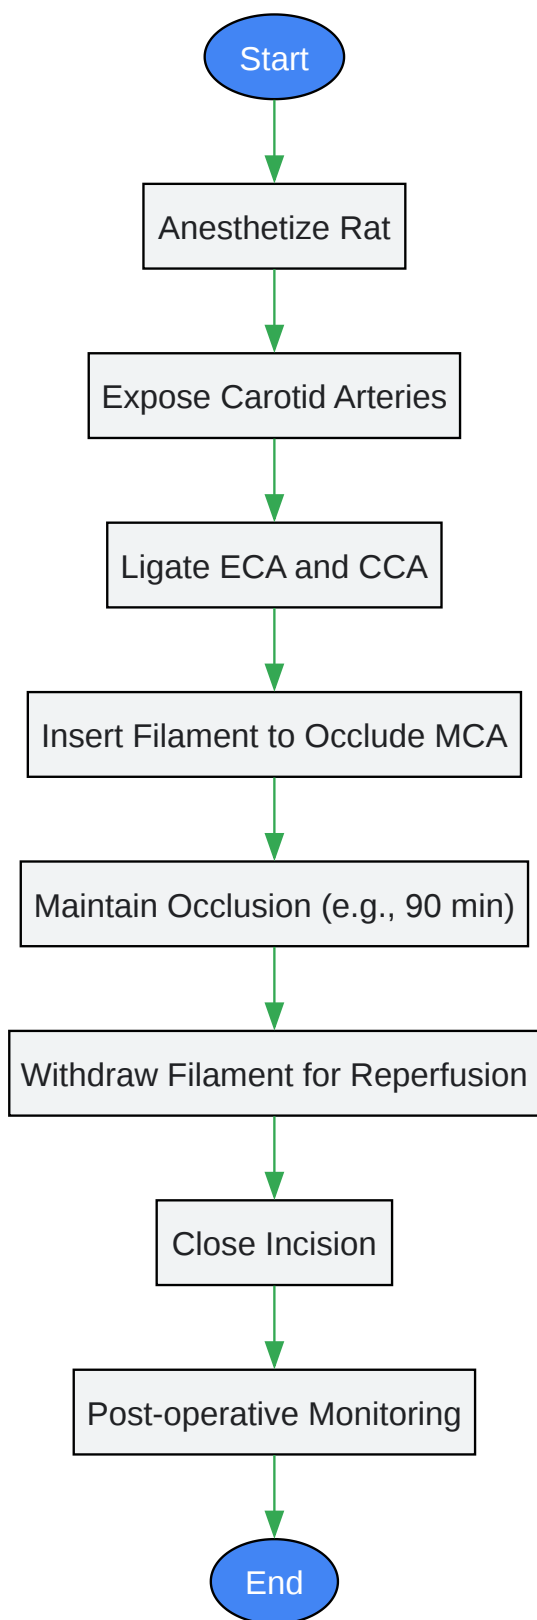 Start
Anesthetize Rat
Expose Carotid Arteries
Ligate ECA and CCA
Insert Filament to Occlude MCA
Maintain Occlusion (e.g., 90 min)
Withdraw Filament for Reperfusion
Close Incision
Post-operative Monitoring
End